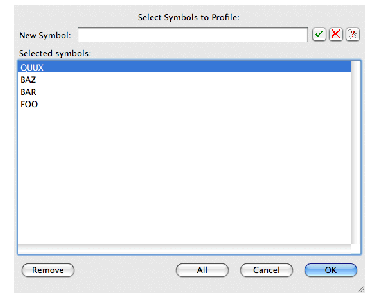 Select Symbols to Profile:
New Symbol:
Selected symbols:
QUUX
BAZ
BAR
FOO
Remove All Cancel OK